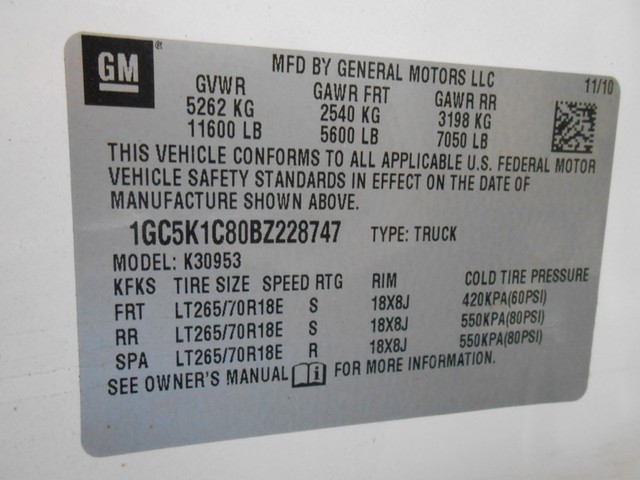 GM ®
MFD BY GENERAL MOTORS LLC
11/10
GVWR GAWR FRT GAWR RR
5262 KG 2540 KG 3198 KG
11600 LB 5600 LB 7050 LB
THIS VEHICLE CONFORMS TO ALL APPLICABLE U.S. FEDERAL MOTOR
VEHICLE SAFETY STANDARDS IN EFFECT ON THE DATE OF
MANUFACTURE SHOWN ABOVE.
1GC5K1C80BZ228747 TYPE: TRUCK
MODEL: K30953
KFKS TIRE SIZE SPEED RTG RIM COLD TIRE PRESSURE
FRT LT265/70R18E S 18X8J 420KPA(60PSI)
RR LT265/70R18E S 18X8J 550KPA(80PSI)
SPA LT265/70R18E R 18X8J 550KPA(80PSI)
SEE OWNER'S MANUAL i FOR MORE INFORMATION.